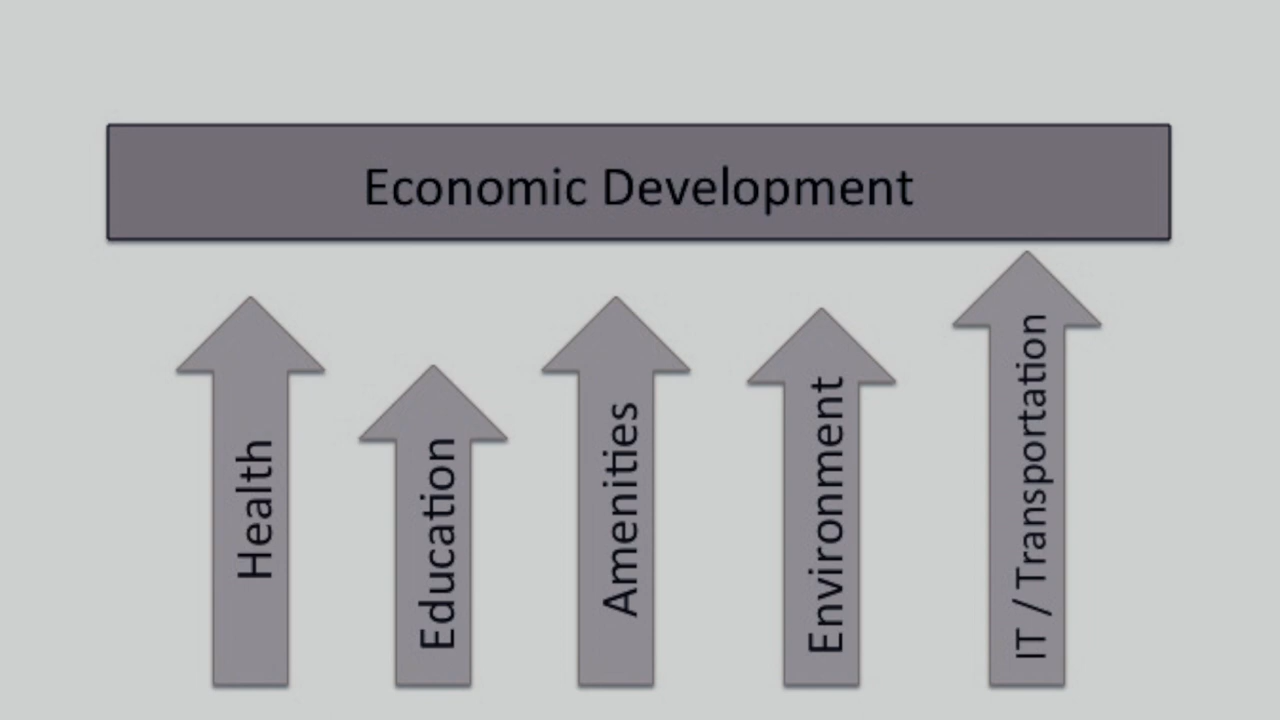 Economic Development
Health
Education
Amenities
Environment
IT / Transportation